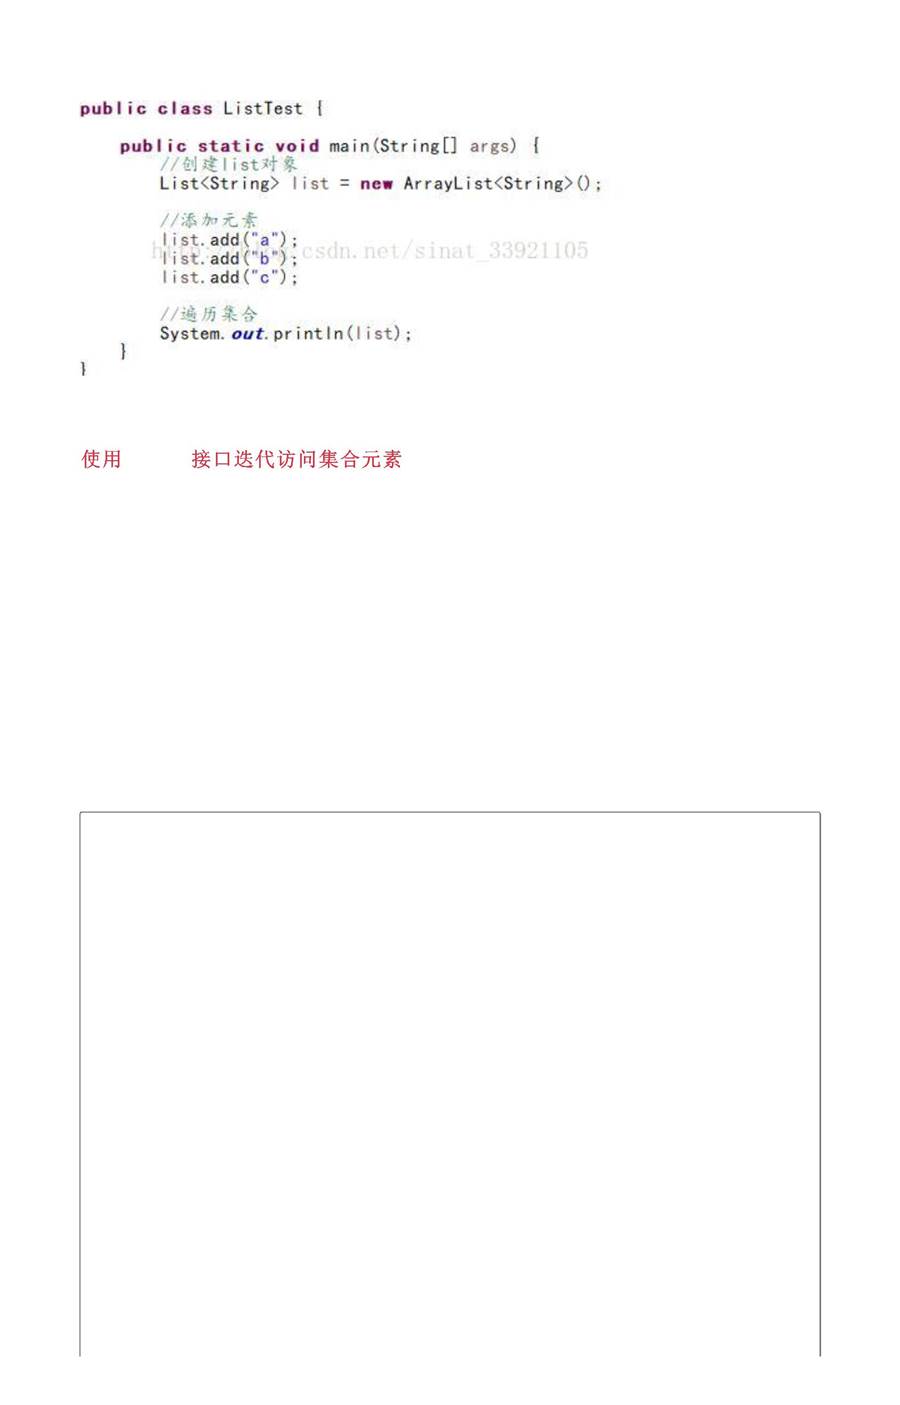 public class ListTest {
public static void main(String[] args) {
//创建list对象
List<String> list = new ArrayList<String>();
//添加元素
list.add("a");
http://blog.csdn.net/sinat_33921105
list.add("b");
list.add("c");
//遍历集合
System.out.println(list);
}
}
使用 接口迭代访问集合元素